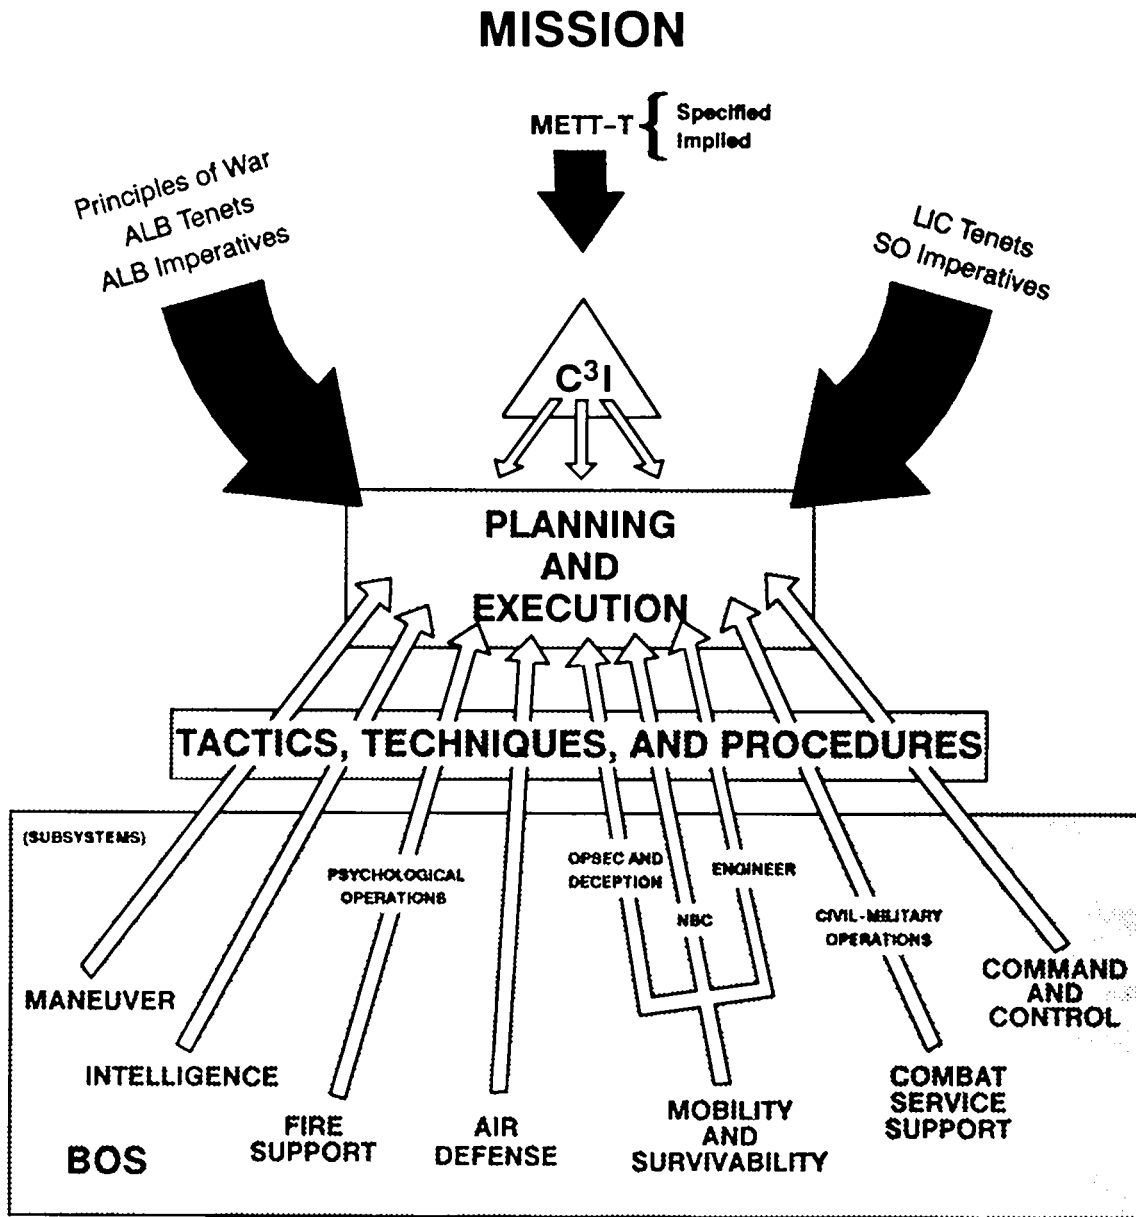 MISSION
METT-T
Specified
Implied
Principles of War
ALB Tenets
ALB Imperatives
LIC Tenets
SO Imperatives
C³I
PLANNING
AND
EXECUTION
TACTICS, TECHNIQUES, AND PROCEDURES
(SUBSYSTEMS)
PSYCHOLOGICAL
OPERATIONS
OPSEC AND
DECEPTION
NBC
ENGINEER
CIVIL-MILITARY
OPERATIONS
MANEUVER
INTELLIGENCE
FIRE
SUPPORT
AIR
DEFENSE
MOBILITY
AND
SURVIVABILITY
COMBAT
SERVICE
SUPPORT
COMMAND
AND
CONTROL
BOS